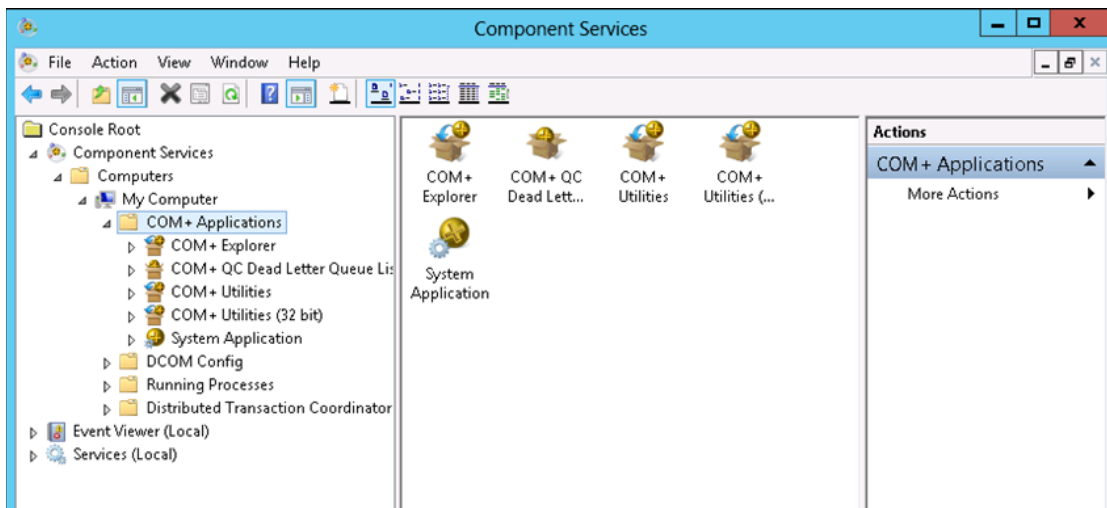 Component Services
File Action View Window Help
Console Root
Component Services
Computers
My Computer
COM+ Applications
COM+ Explorer
COM+ QC Dead Letter Queue Lis
COM+ Utilities
COM+ Utilities (32 bit)
System Application
DCOM Config
Running Processes
Distributed Transaction Coordinator
Event Viewer (Local)
Services (Local)
COM+ Explorer
COM+ QC Dead Lett...
COM+ Utilities
COM+ Utilities (...
System Application
Actions
COM+ Applications
More Actions